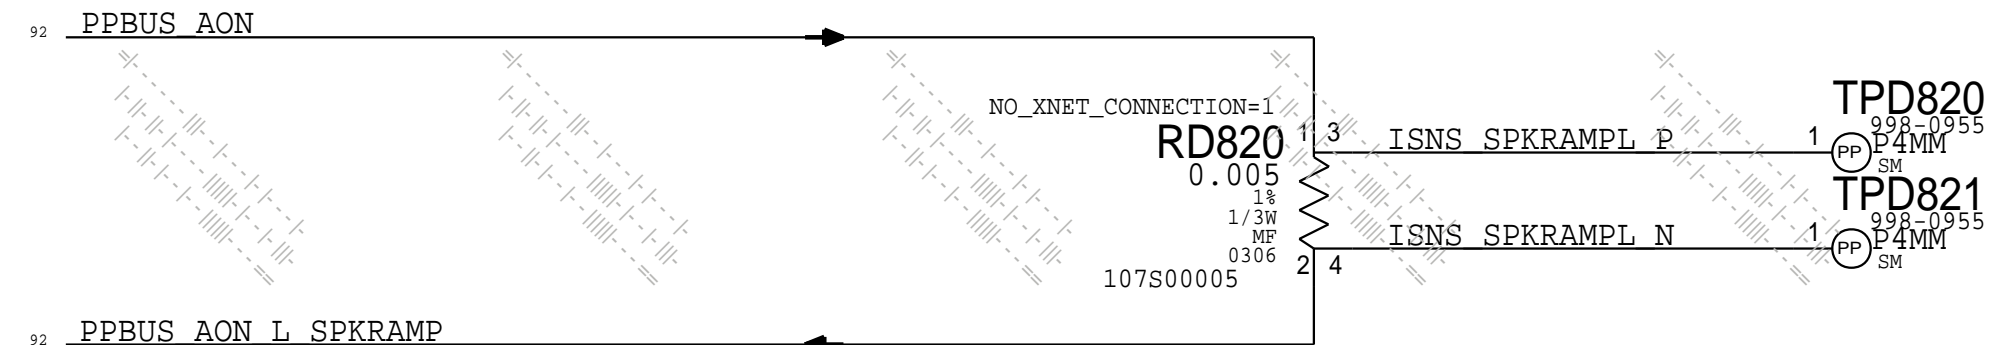 92 PPBUS_AON
NO_XNET_CONNECTION=1
RD820
0.005
1%
1/3W
MF
0306
107S00005
1 3
2 4
ISNS_SPKRAMPL_P 1
PP
TPD820
998-0955
P4MM
SM
ISNS_SPKRAMPL_N 1
PP
TPD821
998-0955
P4MM
SM
92 PPBUS_AON_L_SPKRAMP